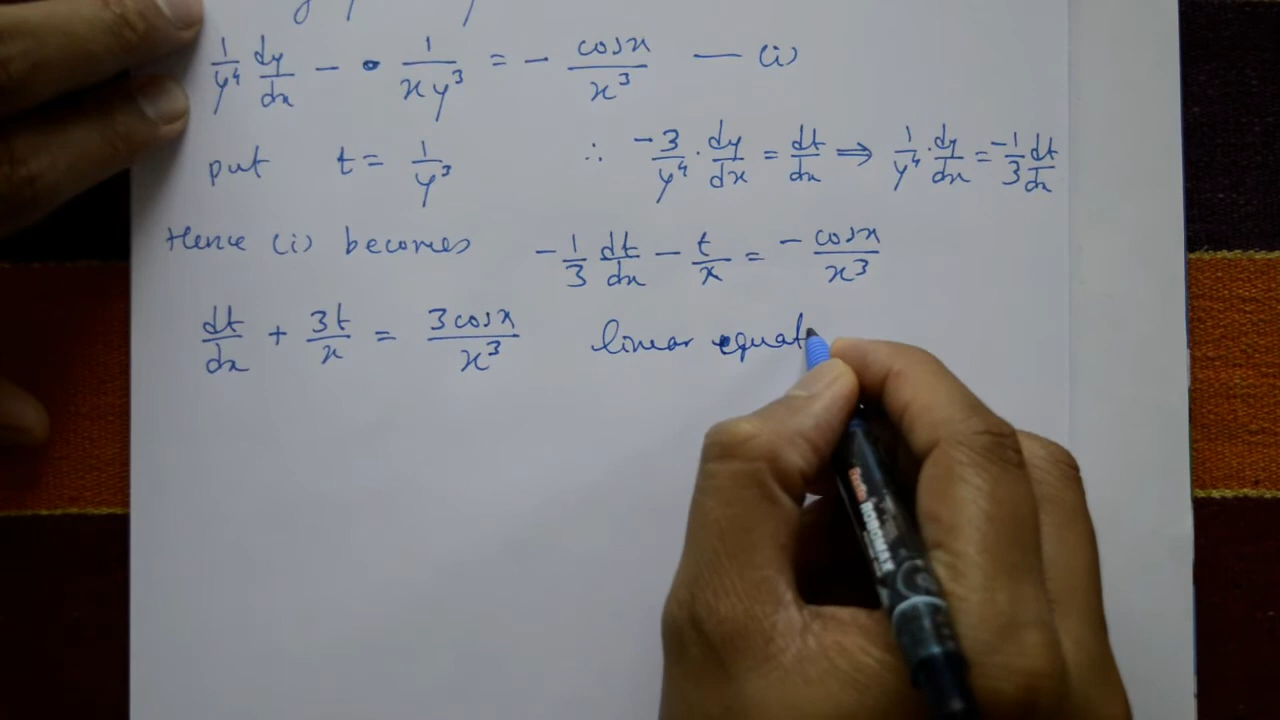 1/y⁴ dy/dx - 1/xy³ = - cosx/x³ — (i)
put t = 1/y³ ∴ -3/y⁴ · dy/dx = dt/dx ⇒ 1/y⁴ · dy/dx = -1/3 dt/dx
Hence (i) becomes -1/3 dt/dx - t/x = - cosx/x³
dt/dx + 3t/x = 3cosx/x³ linear equat
ROBOMAX